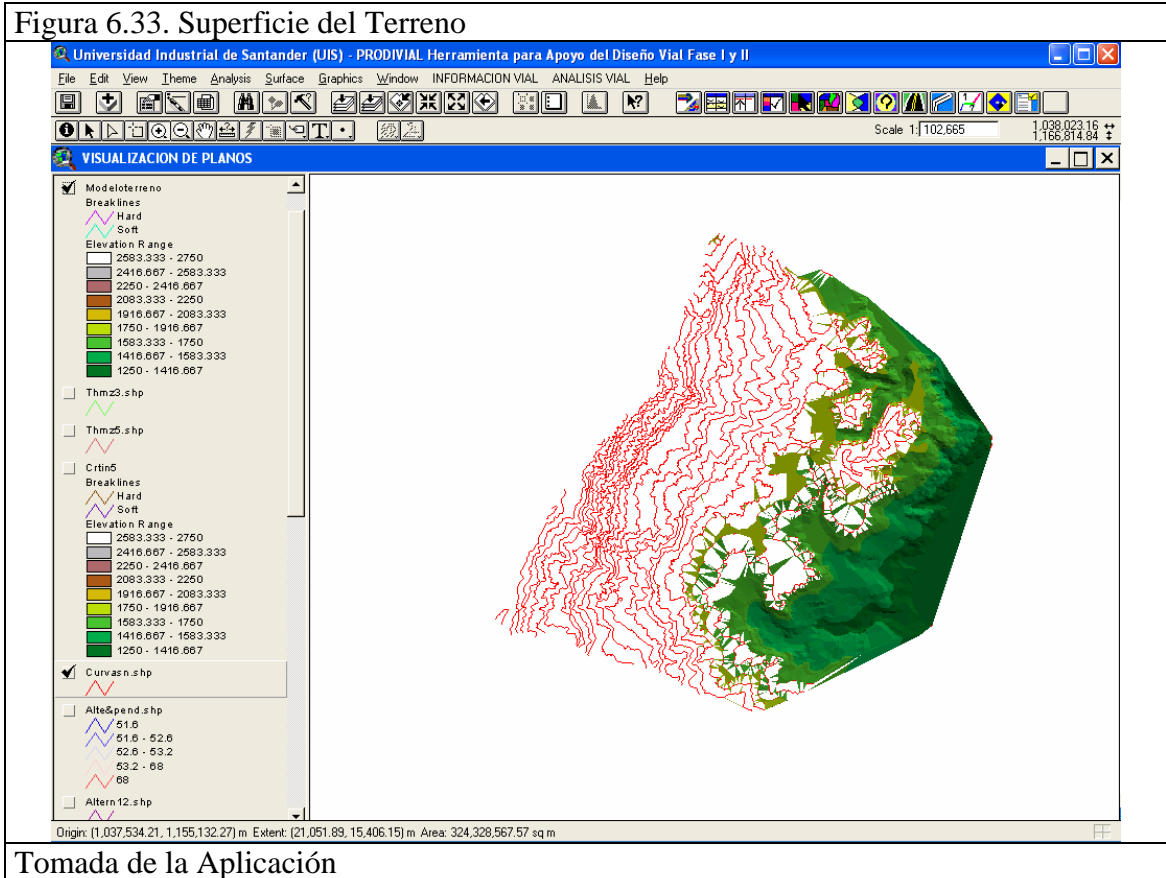 Figura 6.33. Superficie del Terreno
Universidad Industrial de Santander (UIS) - PRODIVIAL Herramienta para Apoyo del Diseño Vial Fase I y II
File Edit View Theme Analysis Surface Graphics Window INFORMACION VIAL ANALISIS VIAL Help
Scale 1: 102,665
1,038,023.16
1,166,814.84
VISUALIZACION DE PLANOS
Modeloterreno
Breaklines
Hard
Soft
Elevation Range
2583.333 - 2750
2416.667 - 2583.333
2250 - 2416.667
2083.333 - 2250
1916.667 - 2083.333
1750 - 1916.667
1583.333 - 1750
1416.667 - 1583.333
1250 - 1416.667
Thmz3.shp
Thmz5.shp
Crtin5
Breaklines
Hard
Soft
Elevation Range
2583.333 - 2750
2416.667 - 2583.333
2250 - 2416.667
2083.333 - 2250
1916.667 - 2083.333
1750 - 1916.667
1583.333 - 1750
1416.667 - 1583.333
1250 - 1416.667
Curvasn.shp
Alte&pend.shp
51.6
51.6 - 52.6
52.6 - 53.2
53.2 - 68
68
Altern12.shp
Origin: (1,037,534.21, 1,155,132.27) m Extent: (21,051.89, 15,406.15) m Area: 324,328,567.57 sq m
Tomada de la Aplicación